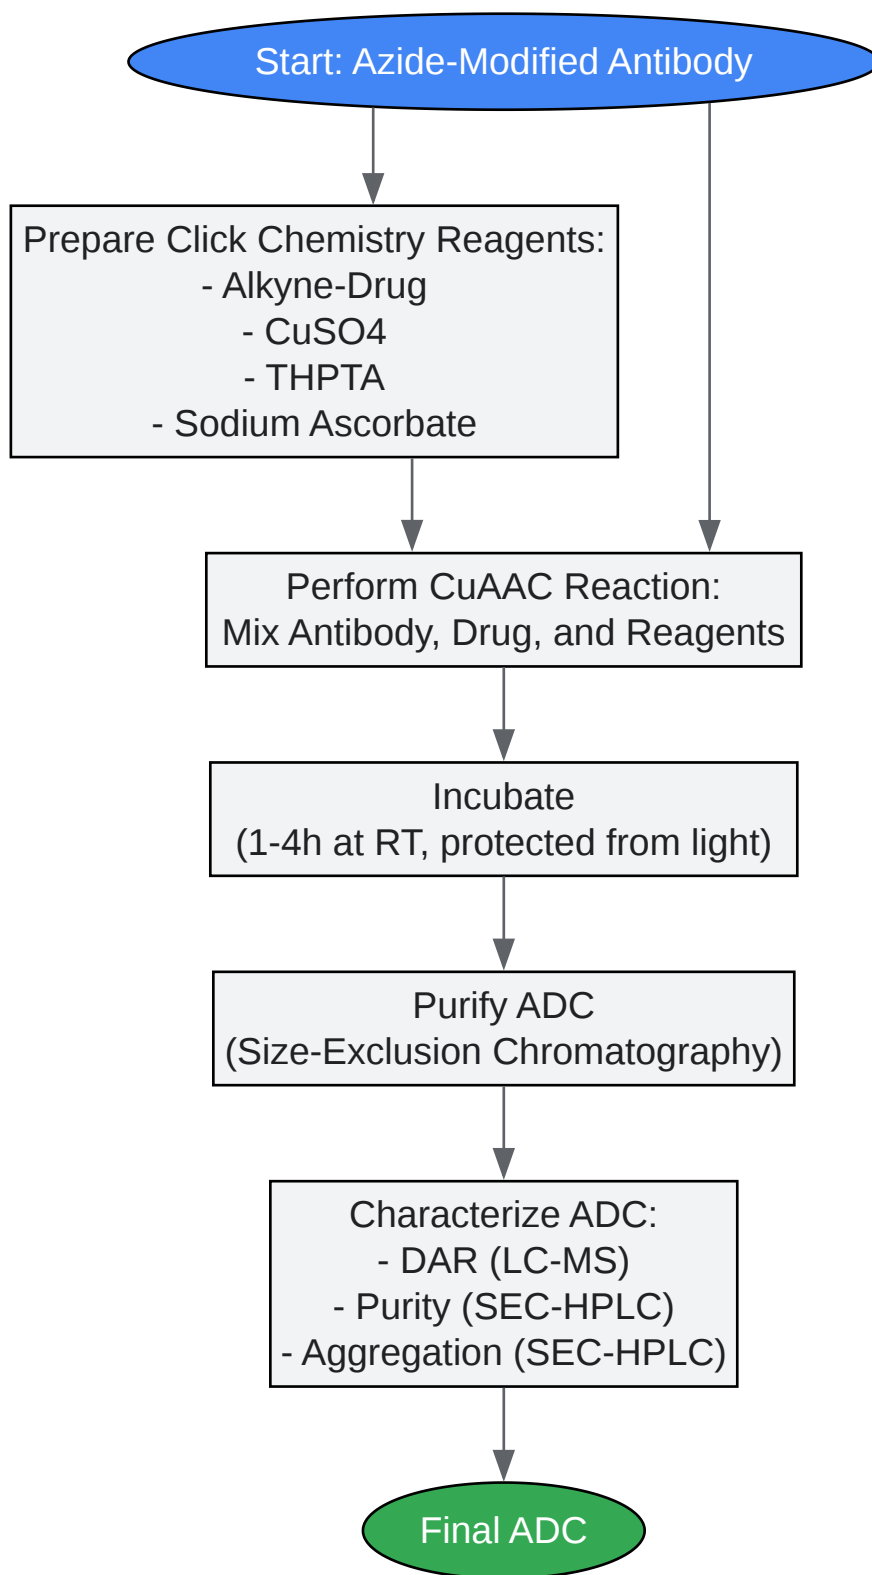 Start: Azide-Modified Antibody
Prepare Click Chemistry Reagents:
- Alkyne-Drug
- CuSO4
- THPTA
- Sodium Ascorbate
Perform CuAAC Reaction:
Mix Antibody, Drug, and Reagents
Incubate
(1-4h at RT, protected from light)
Purify ADC
(Size-Exclusion Chromatography)
Characterize ADC:
- DAR (LC-MS)
- Purity (SEC-HPLC)
- Aggregation (SEC-HPLC)
Final ADC